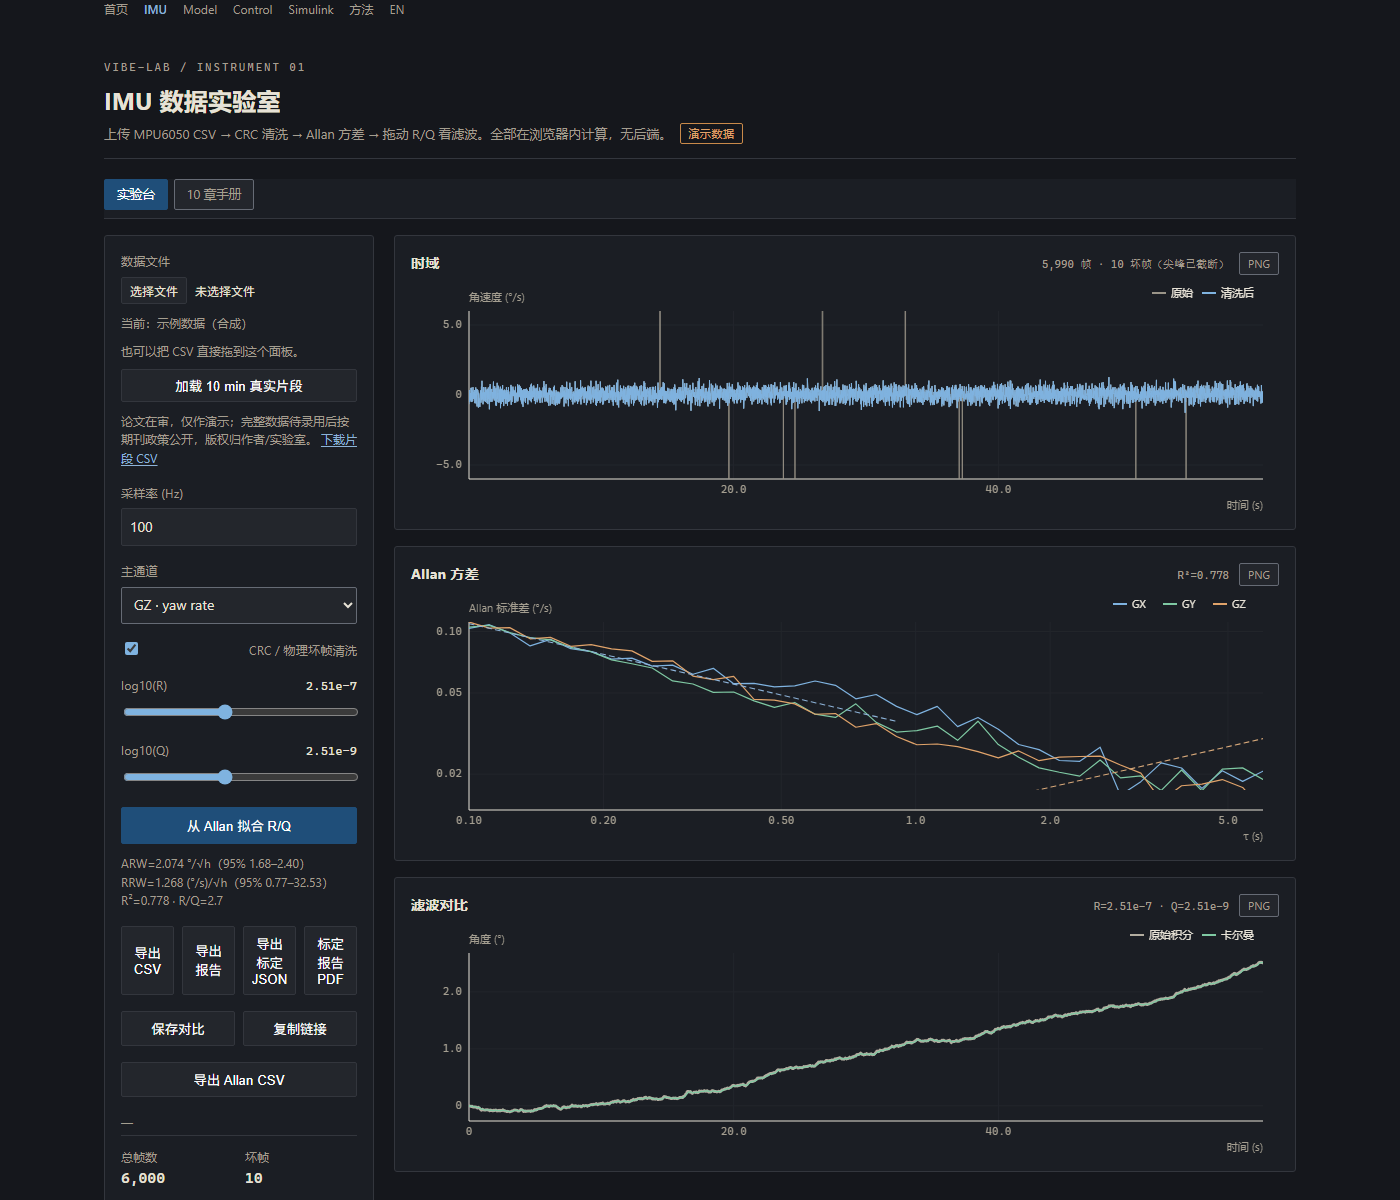 首页 IMU Model Control Simulink 方法 EN
VIBE-LAB / INSTRUMENT 01
IMU 数据实验室
上传 MPU6050 CSV → CRC 清洗 → Allan 方差 → 拖动 R/Q 看滤波。全部在浏览器内计算，无后端。 演示数据
实验台 10 章手册
数据文件
选择文件 未选择文件
当前：示例数据（合成）
也可以把 CSV 直接拖到这个面板。
加载 10 min 真实片段
论文在审，仅作演示；完整数据待录用后按
期刊政策公开，版权归作者/实验室。 下载片
段 CSV
采样率 (Hz)
100
主通道
GZ · yaw rate
CRC / 物理坏帧清洗
log10(R) 2.51e-7
log10(Q) 2.51e-9
从 Allan 拟合 R/Q
ARW=2.074 °/√h（95% 1.68–2.40）
RRW=1.268 (°/s)/√h（95% 0.77–32.53）
R²=0.778 · R/Q=2.7
导出
CSV
导出
报告
导出
标定
JSON
标定
报告
PDF
保存对比 复制链接
导出 Allan CSV
—
总帧数 坏帧
6,000 10
时域 5,990 帧 · 10 坏帧（尖峰已截断） PNG
原始 清洗后
角速度 (°/s)
5.0
0
−5.0
20.0 40.0
时间 (s)
Allan 方差 R²=0.778 PNG
GX GY GZ
Allan 标准差 (°/s)
0.10
0.05
0.02
0.10 0.20 0.50 1.0 2.0 5.0
τ (s)
滤波对比 R=2.51e-7 · Q=2.51e-9 PNG
原始积分 卡尔曼
角度 (°)
2.0
1.0
0
0 20.0 40.0
时间 (s)